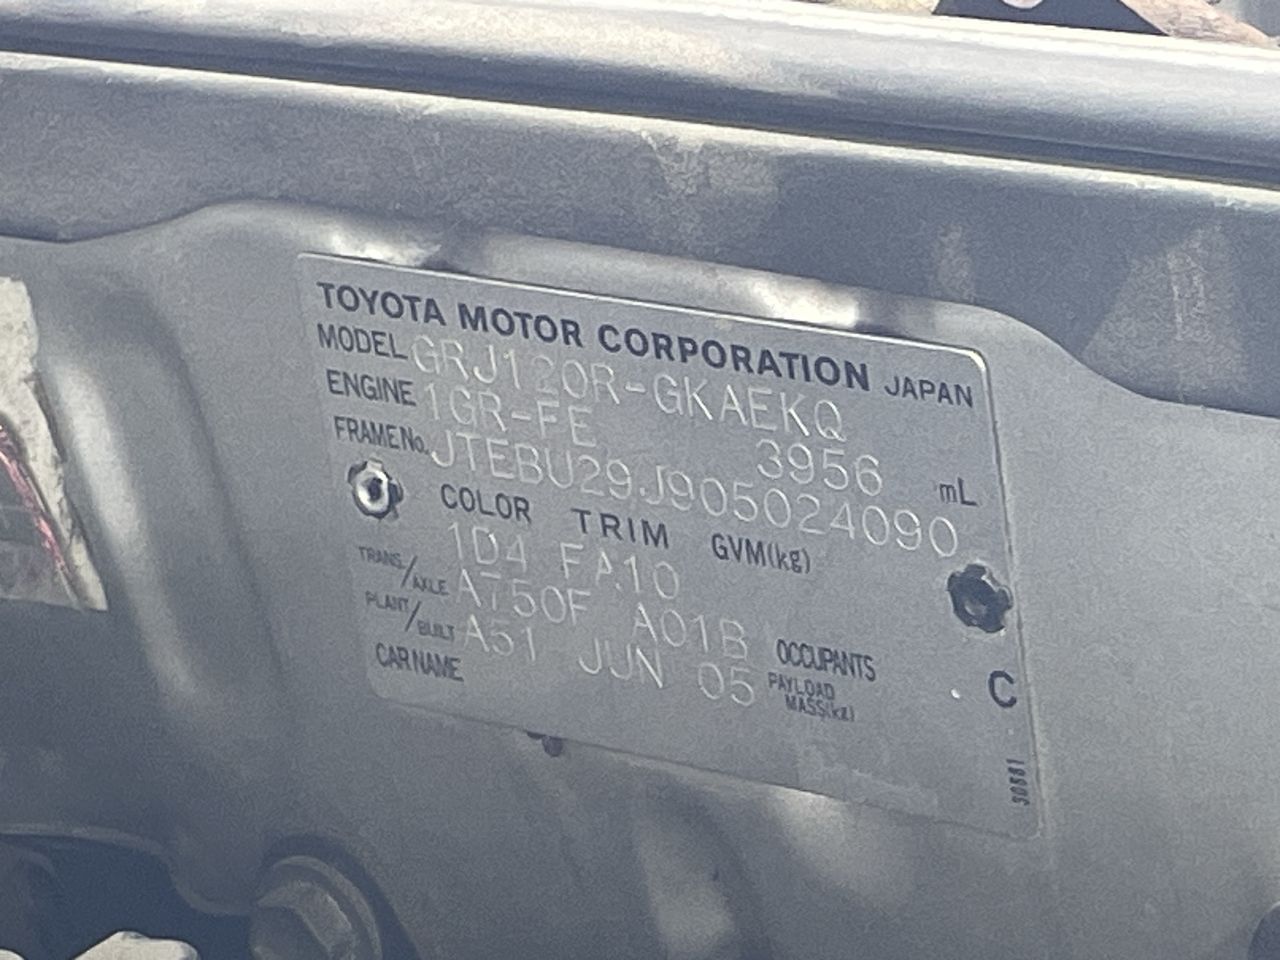 TOYOTA MOTOR CORPORATION JAPAN
MODEL GRJ120R-GKAEKQ
ENGINE 1GR-FE 3956 mL
FRAME No. JTEBU29J905024090
COLOR TRIM GVM(kg)
1D4 FA10
TRANS/AXLE A750F A01B
PLANT/BUILT A51 JUN 05
OCCUPANTS
CAR NAME
PAYLOAD MASS(kg)
C
30881